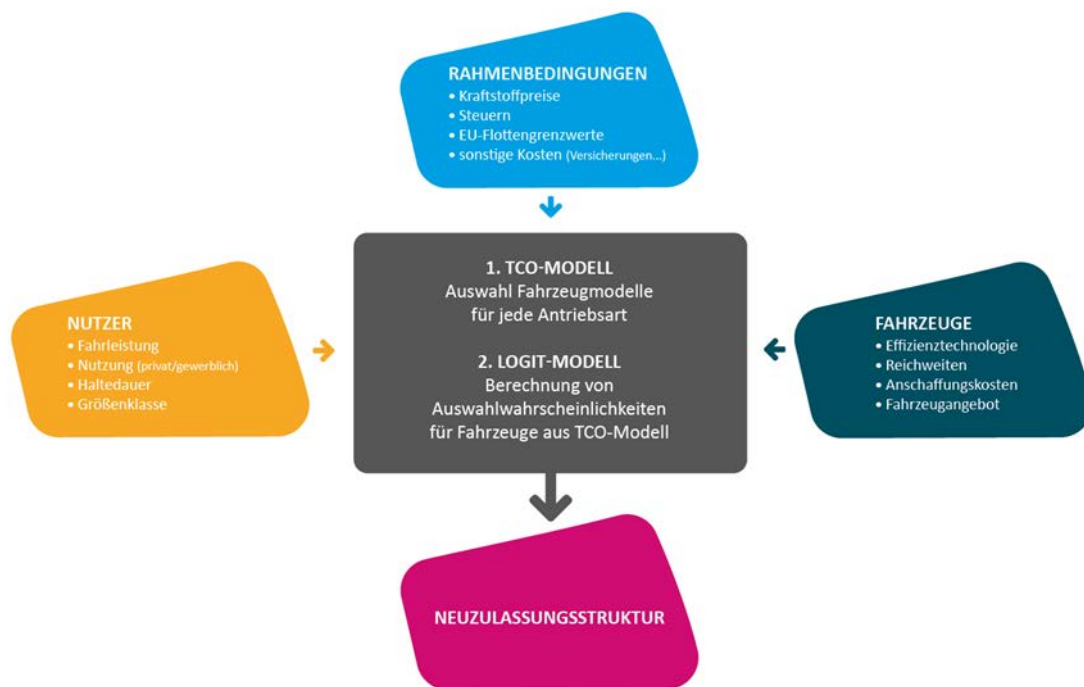 RAHMENBEDINGUNGEN
• Kraftstoffpreise
• Steuern
• EU-Flottengrenzwerte
• sonstige Kosten (Versicherungen...)
1. TCO-MODELL
Auswahl Fahrzeugmodelle
für jede Antriebsart
2. LOGIT-MODELL
Berechnung von
Auswahlwahrscheinlichkeiten
für Fahrzeuge aus TCO-Modell
NUTZER
• Fahrleistung
• Nutzung (privat/gewerblich)
• Haltedauer
• Größenklasse
FAHRZEUGE
• Effizienztechnologie
• Reichweiten
• Anschaffungskosten
• Fahrzeugangebot
NEUZULASSUNGSSTRUKTUR